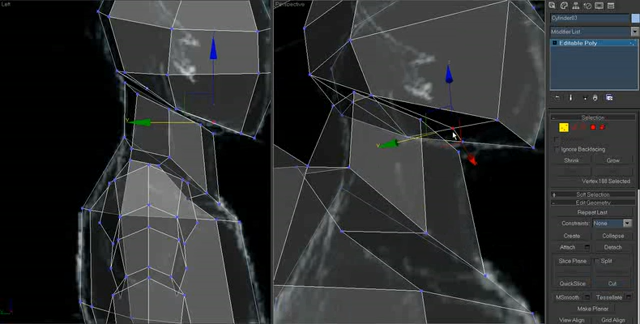 Left
Perspective
Cylinder03
Modifier List
Editable Poly
Selection
Ignore Backfacing
Shrink Grow
Vertex 188 Selected
Soft Selection
Edit Geometry
Repeat Last
Constraints: None
Create Collapse
Attach Detach
Slice Plane Split
QuickSlice Cut
MSmooth Tessellate
Make Planar
View Align Grid Align